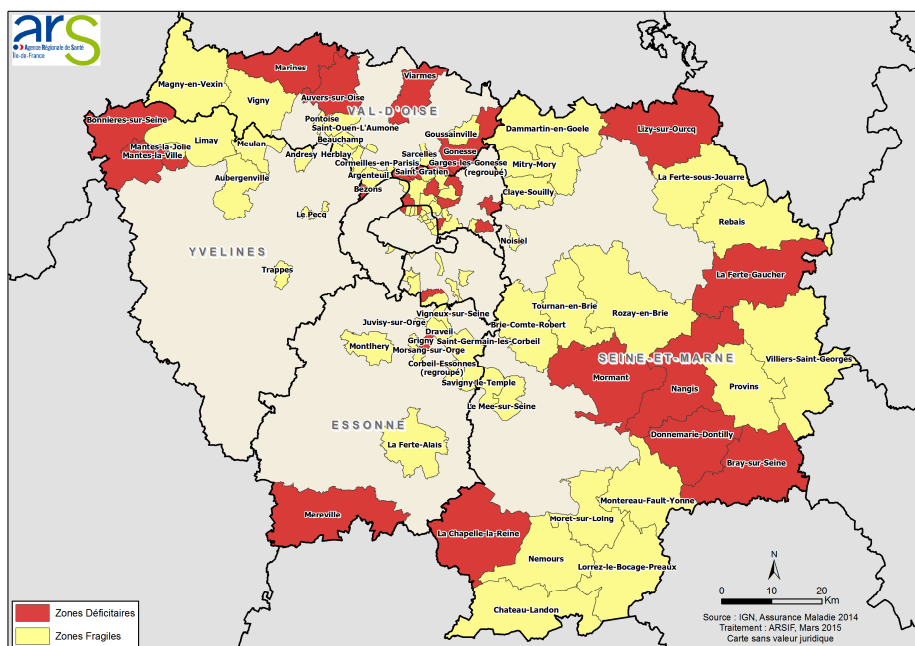 ars
Agence Régionale de Santé
Île-de-France
Magny-en-Vexin
Marines
Viarmes
Vigny
Auvers-sur-Oise
VAL-D'OISE
Bonnières-sur-Seine
Pontoise
Saint-Ouen-L'Aumone
Goussainville
Dammartin-en-Goele
Lizy-sur-Ourcq
Mantes-la-Jolie
Mantes-la-Ville
Limay
Meulan
Beauchamp
Andresy
Herblay
Sarcelles
Gonesse
Cormeilles-en-Parisis
Garges-les-Gonesse
(regroupé)
Mitry-Mory
Saint-Gratien
Argenteuil
Bezons
Aubergenville
Claye-Souilly
La Ferte-sous-Jouarre
Rebais
Le Pecq
Noisiel
YVELINES
Trappes
La Ferte-Gaucher
Vigneux-sur-Seine
Tournan-en-Brie
Rozay-en-Brie
Juvisy-sur-Orge
Draveil
Brie-Comte-Robert
Montlhery
Grigny
Saint-Germain-les-Corbeil
Morsang-sur-Orge
SEINE-ET-MARNE
Villiers-Saint-Georges
Corbeil-Essonnes
(regroupé)
Mormant
Nangis
Provins
Savigny-le-Temple
Le Mee-sur-Seine
ESSONNE
La Ferte-Alais
Donnemarie-Dontilly
Bray-sur-Seine
Montereau-Fault-Yonne
Mereville
La Chapelle-la-Reine
Moret-sur-Loing
Nemours
Lorrez-le-Bocage-Preaux
Chateau-Landon
N
0 10 20
Km
Source : IGN, Assurance Maladie 2014
Traitement : ARSIF, Mars 2015
Carte sans valeur juridique
Zones Déficitaires
Zones Fragiles